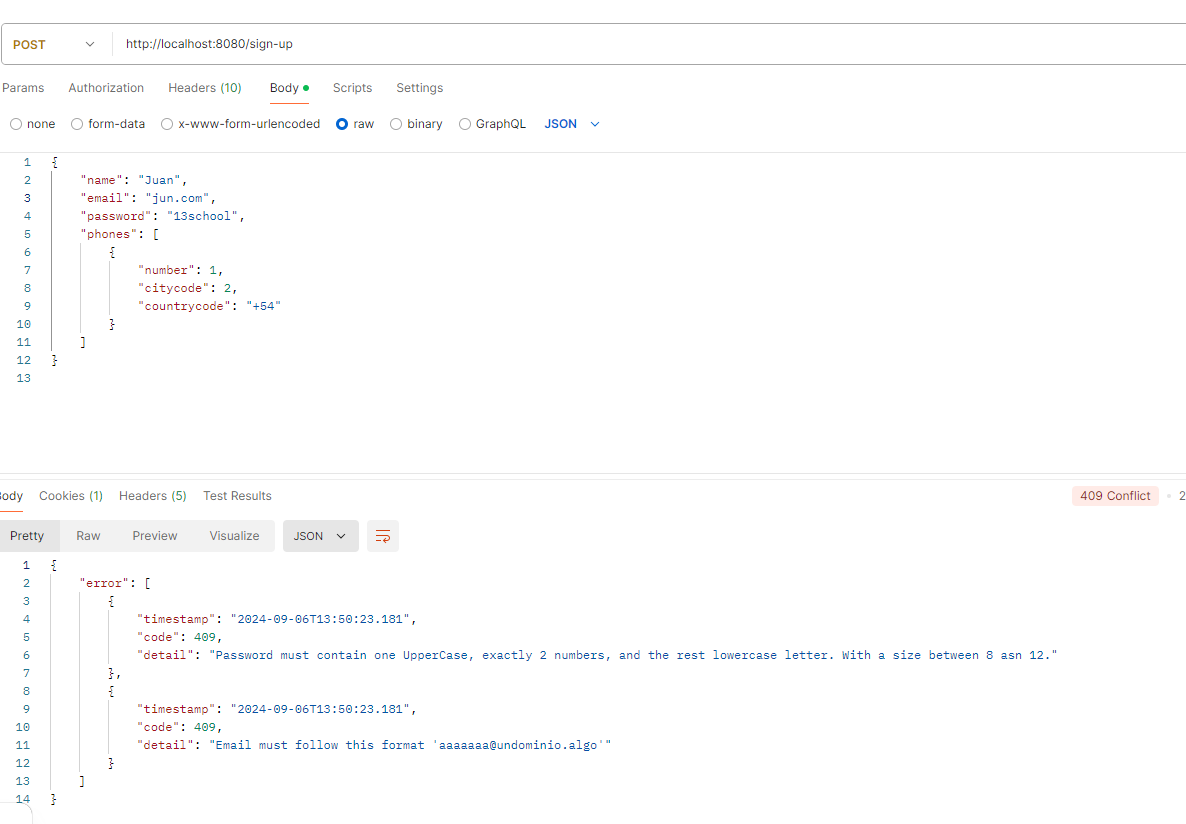 POST http://localhost:8080/sign-up
Params Authorization Headers (10) Body Scripts Settings
none form-data x-www-form-urlencoded raw binary GraphQL JSON
1 {
2 "name": "Juan",
3 "email": "jun.com",
4 "password": "13school",
5 "phones": [
6 {
7 "number": 1,
8 "citycode": 2,
9 "countrycode": "+54"
10 }
11 ]
12 }
13
Body Cookies (1) Headers (5) Test Results 409 Conflict 2
Pretty Raw Preview Visualize JSON
1 {
2 "error": [
3 {
4 "timestamp": "2024-09-06T13:50:23.181",
5 "code": 409,
6 "detail": "Password must contain one UpperCase, exactly 2 numbers, and the rest lowercase letter. With a size between 8 asn 12."
7 },
8 {
9 "timestamp": "2024-09-06T13:50:23.181",
10 "code": 409,
11 "detail": "Email must follow this format 'aaaaaaa@undominio.algo'"
12 }
13 ]
14 }